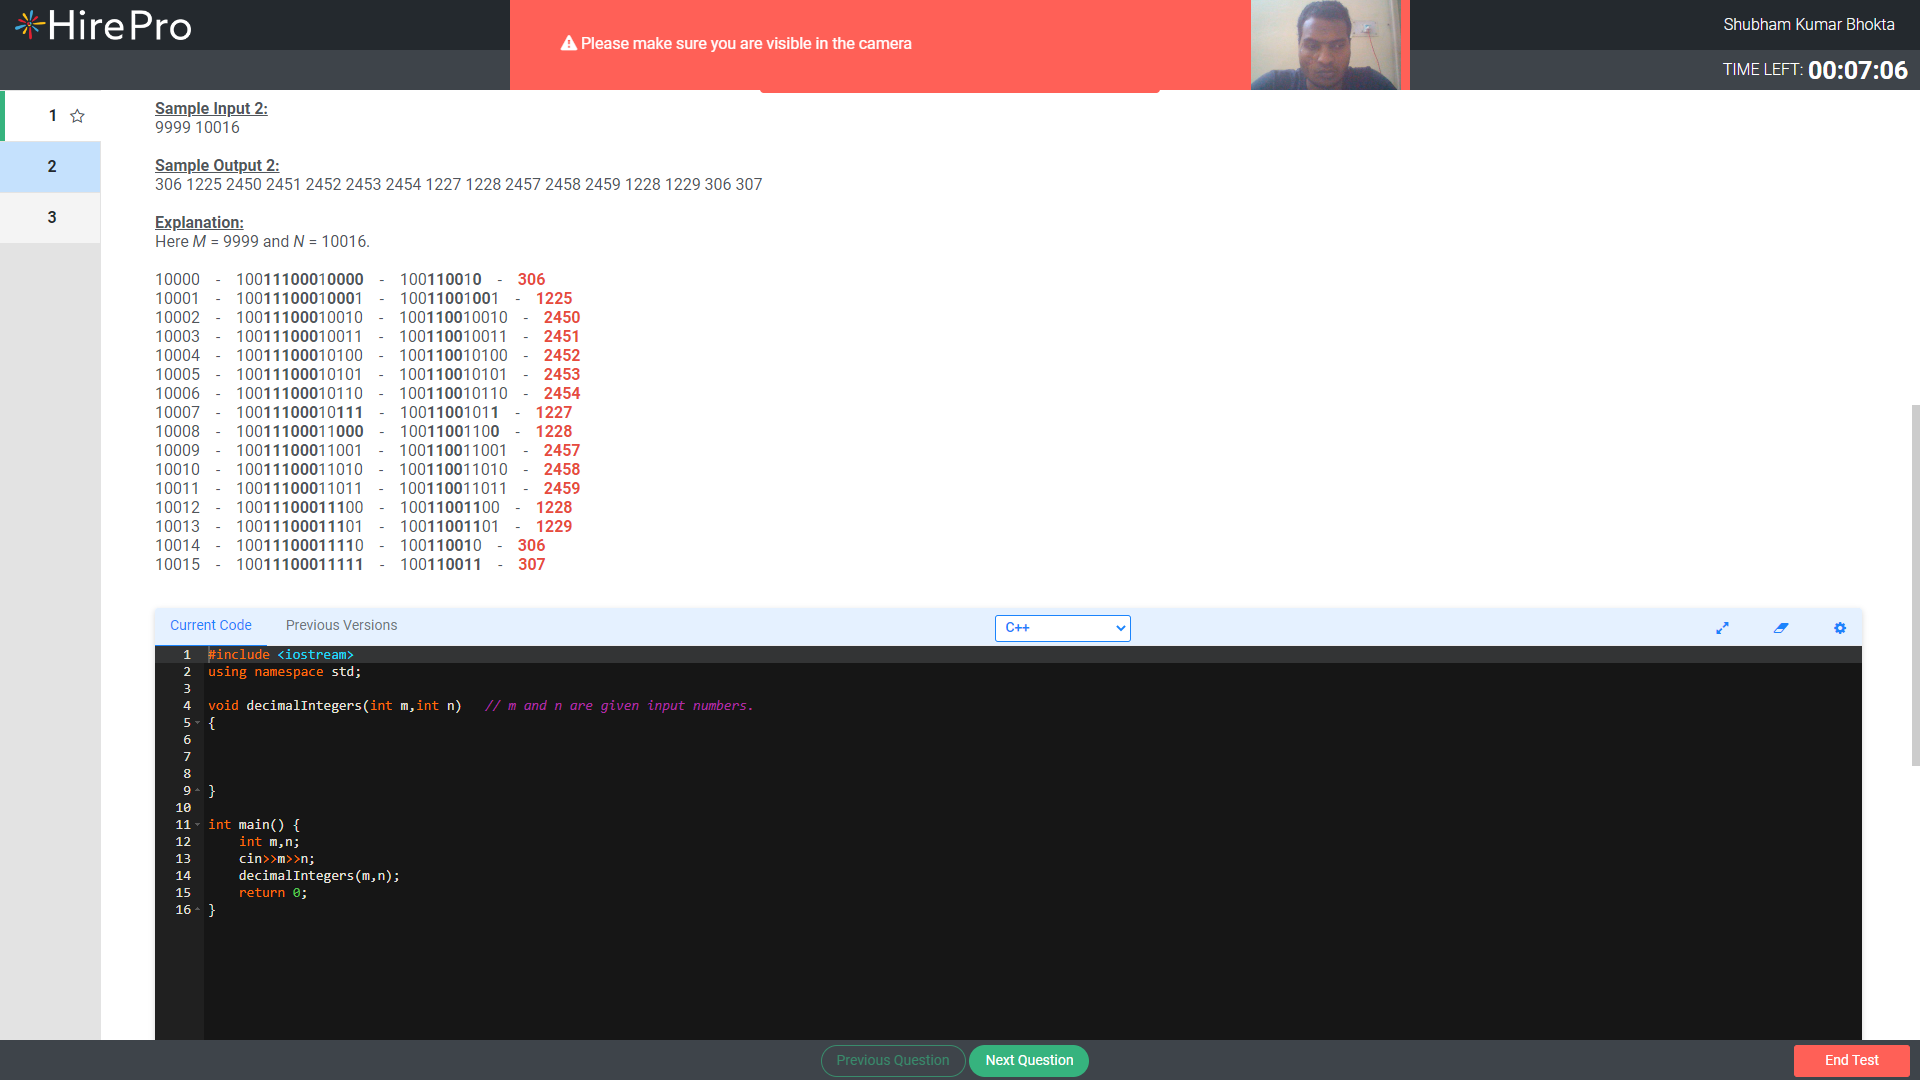 HirePro
Please make sure you are visible in the camera
Shubham Kumar Bhokta
TIME LEFT: 00:07:06
1
2
3
Sample Input 2:
9999 10016
Sample Output 2:
306 1225 2450 2451 2452 2453 2454 1227 1228 2457 2458 2459 1228 1229 306 307
Explanation:
Here M = 9999 and N = 10016.
10000 - 10011100010000 - 100110010 - 306
10001 - 10011100010001 - 10011001001 - 1225
10002 - 10011100010010 - 100110010010 - 2450
10003 - 10011100010011 - 100110010011 - 2451
10004 - 10011100010100 - 100110010100 - 2452
10005 - 10011100010101 - 100110010101 - 2453
10006 - 10011100010110 - 100110010110 - 2454
10007 - 10011100010111 - 10011001011 - 1227
10008 - 10011100011000 - 10011001100 - 1228
10009 - 10011100011001 - 100110011001 - 2457
10010 - 10011100011010 - 100110011010 - 2458
10011 - 10011100011011 - 100110011011 - 2459
10012 - 10011100011100 - 10011001100 - 1228
10013 - 10011100011101 - 10011001101 - 1229
10014 - 10011100011110 - 100110010 - 306
10015 - 10011100011111 - 100110011 - 307
Current Code Previous Versions C++
1 #include <iostream>
2 using namespace std;
3
4 void decimalIntegers(int m,int n) // m and n are given input numbers.
5 {
6
7
8
9 }
10
11 int main() {
12 int m,n;
13 cin>>m>>n;
14 decimalIntegers(m,n);
15 return 0;
16 }
Previous Question Next Question End Test